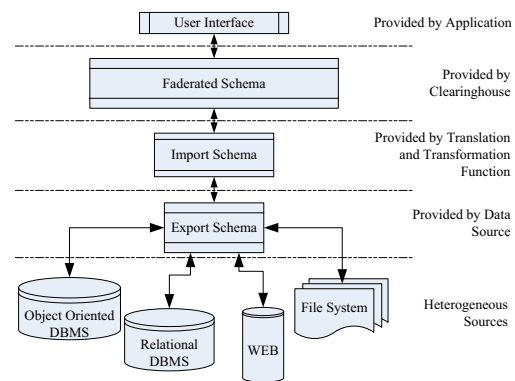 User Interface
Provided by Application
Faderated Schema
Provided by
Clearinghouse
Import Schema
Provided by Translation
and Transformation
Function
Export Schema
Provided by Data
Source
Object Oriented
DBMS
Relational
DBMS
WEB
File System
Heterogeneous
Sources